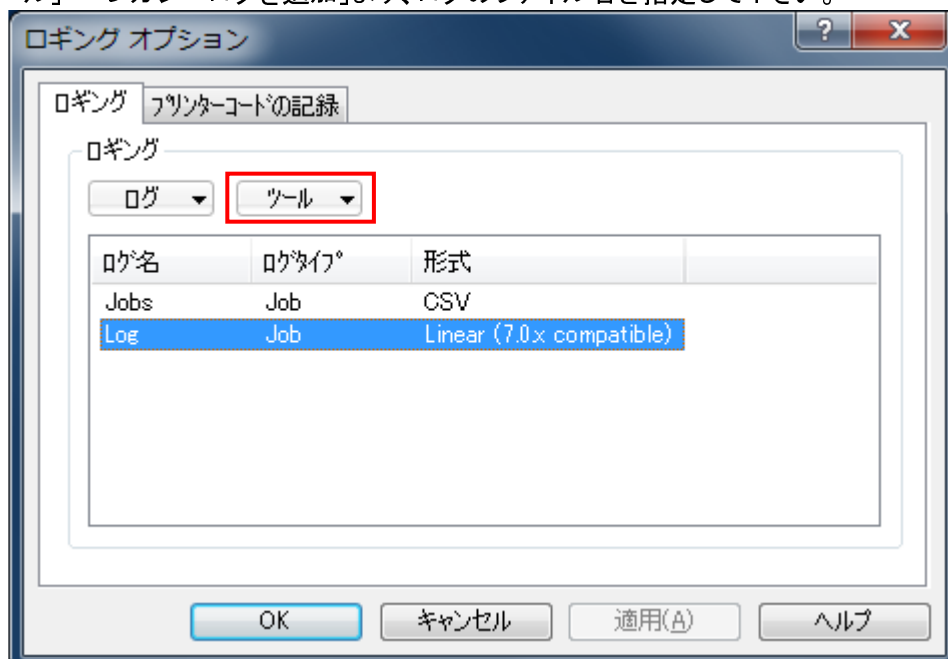 ロギング オプション
ロギング プリンターコードの記録
ロギング
ログ ツール
ログ名 ログタイプ 形式
Jobs Job CSV
Log Job Linear (7.0x compatible)
OK キャンセル 適用(A) ヘルプ